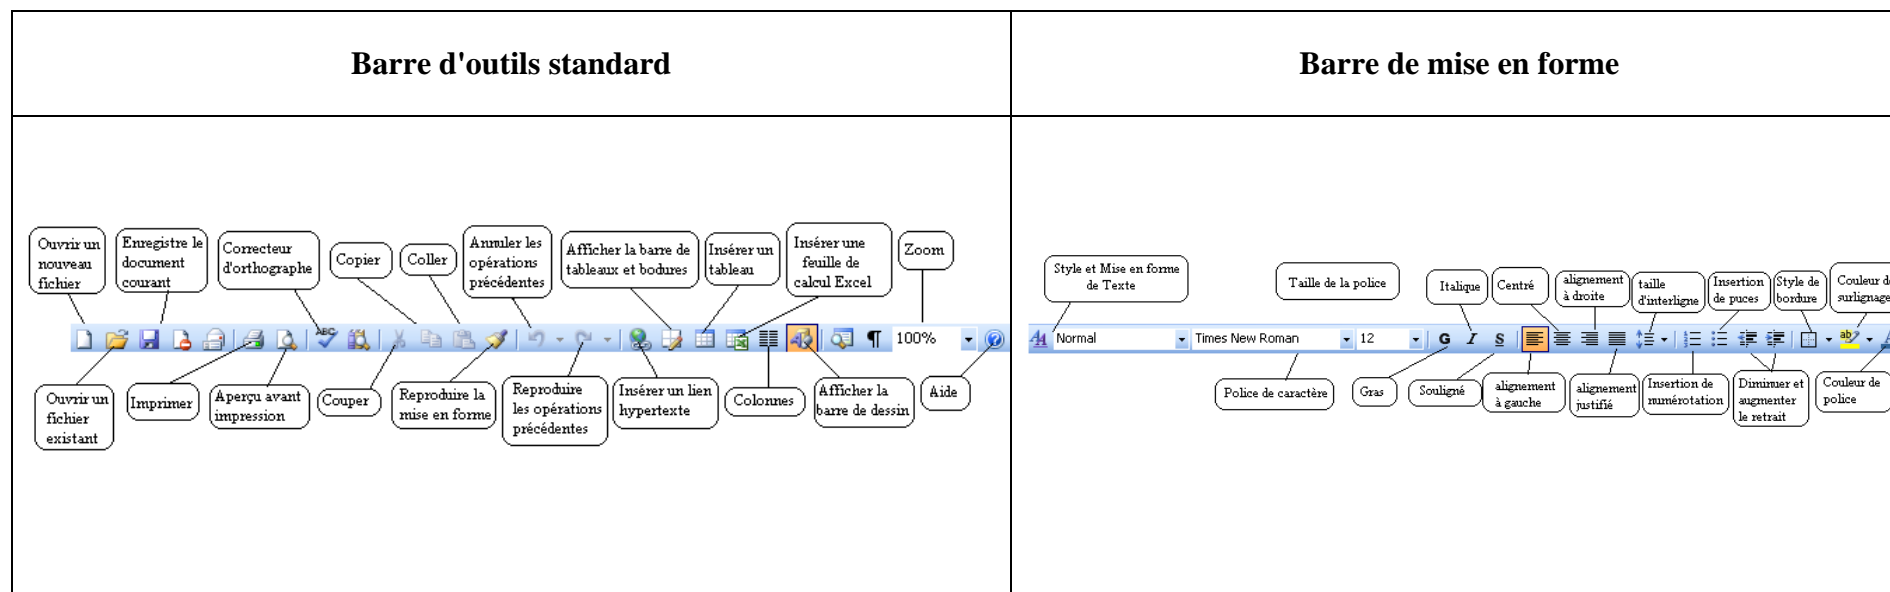 Barre d'outils standard
Barre de mise en forme
Ouvrir un
nouveau
fichier
Enregistre le
document
courant
Correcteur
d'orthographe
Copier
Coller
Annuler les
opérations
précédentes
Afficher la barre de
tableaux et bodures
Insérer un
tableau
Insérer une
feuille de
calcul Excel
Zoom
ABC
100%
Ouvrir un
fichier
existant
Imprimer
Aperçu avant
impression
Couper
Reproduire la
mise en forme
Reproduire
les opérations
précédentes
Insérer un lien
hypertexte
Colonnes
Afficher la
barre de dessin
Aide
Style et Mise en forme
de Texte
Taille de la police
Italique
Centré
alignement
à droite
taille
d'interligne
Insertion
de puces
Style de
bordure
Couleur de
surlignage
Normal
Times New Roman
12
G I S
ab
Police de caractère
Gras
Souligné
alignement
à gauche
alignement
justifié
Insertion de
numérotation
Diminuer et
augmenter
le retrait
Couleur de
police